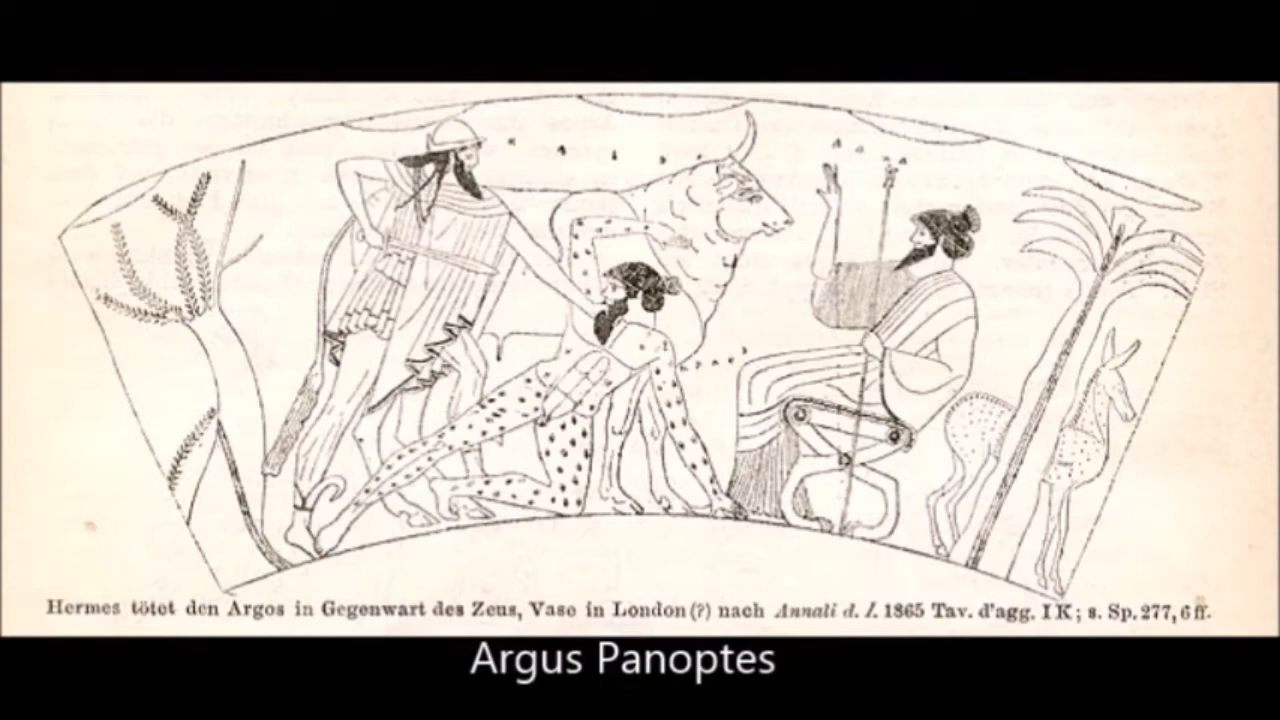 Hermes tötet den Argos in Gegenwart des Zeus, Vase in London (?) nach Annali d. I. 1865 Tav. d'agg. I K; s. Sp. 277, 6 ff.
Argus Panoptes